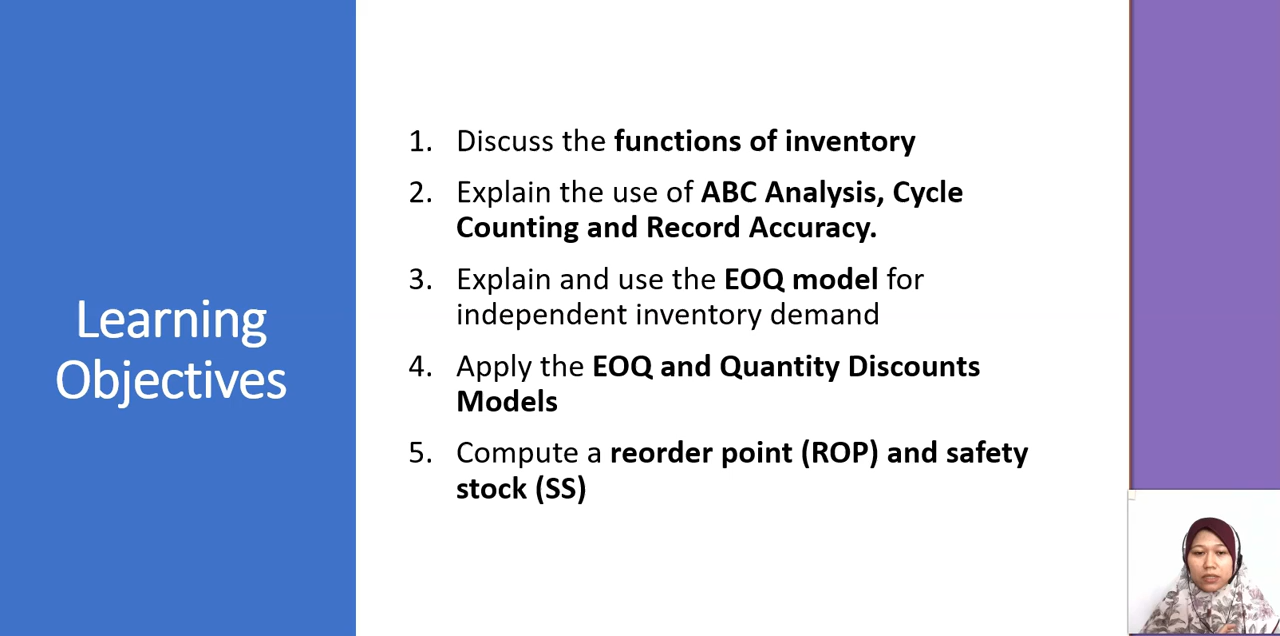 Learning
Objectives
1. Discuss the functions of inventory
2. Explain the use of ABC Analysis, Cycle
Counting and Record Accuracy.
3. Explain and use the EOQ model for
independent inventory demand
4. Apply the EOQ and Quantity Discounts
Models
5. Compute a reorder point (ROP) and safety
stock (SS)